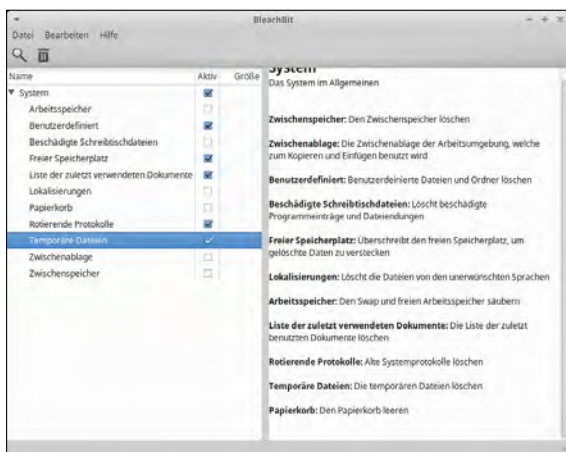 BleachBit
Datei Bearbeiten Hilfe
Name Aktiv Größe
System
Arbeitsspeicher
Benutzerdefiniert
Beschädigte Schreibtischdateien
Freier Speicherplatz
Liste der zuletzt verwendeten Dokumente
Lokalisierungen
Papierkorb
Rotierende Protokolle
Temporäre Dateien
Zwischenablage
Zwischenspeicher
System
Das System im Allgemeinen
Zwischenspeicher: Den Zwischenspeicher löschen
Zwischenablage: Die Zwischenablage der Arbeitsumgebung, welche
zum Kopieren und Einfügen benutzt wird
Benutzerdefiniert: Benutzerdeinierte Dateien und Ordner löschen
Beschädigte Schreibtischdateien: Löscht beschädigte
Programmeinträge und Dateiendungen
Freier Speicherplatz: Überschreibt den freien Speicherplatz, um
gelöschte Daten zu verstecken
Lokalisierungen: Löscht die Dateien von den unerwünschten Sprachen
Arbeitsspeicher: Den Swap und freien Arbeitsspeicher säubern
Liste der zuletzt verwendeten Dokumente: Die Liste der zuletzt
benutzten Dokumente löschen
Rotierende Protokolle: Alte Systemprotokolle löschen
Temporäre Dateien: Die temporären Dateien löschen
Papierkorb: Den Papierkorb leeren